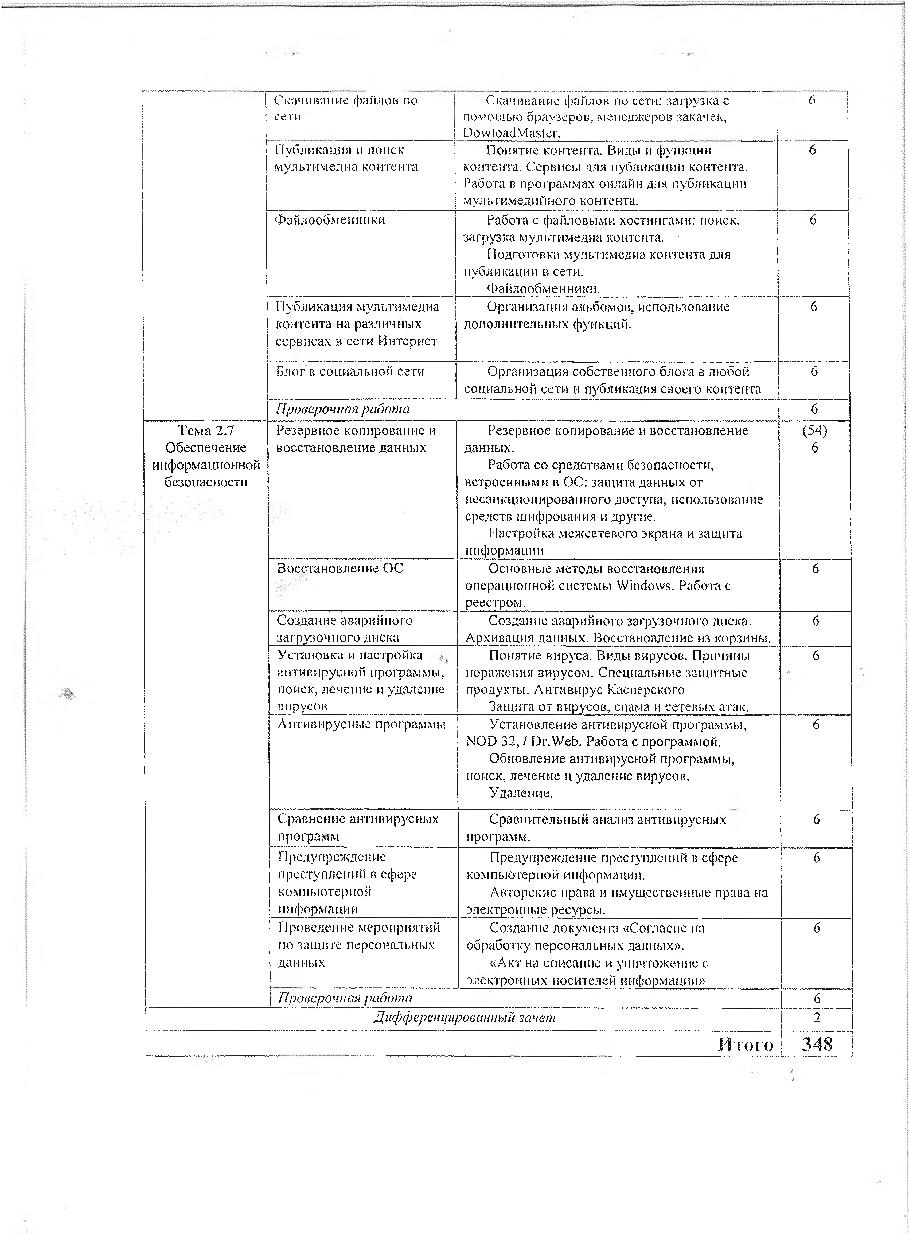 Скачивание файлов по
сети
Скачивание файлов по сети: загрузка с
помощью браузеров, менеджеров закачек,
DowloadMaster.
6
Публикация и поиск
мультимедиа контента
Понятие контента. Виды и функции
контента. Сервисы для публикации контента.
Работа в программах онлайн для публикации
мультимедийного контента.
6
Файлообменники
Работа с файловыми хостингами: поиск,
загрузка мультимедиа контента.
Подготовка мультимедиа контента для
публикации в сети.
Файлообменники.
6
Публикация мультимедиа
контента на различных
сервисах в сети Интернет
Организация альбомов, использование
дополнительных функций.
6
Блог в социальной сети
Организация собственного блога в любой
социальной сети и публикация своего контента
6
Проверочная работа
6
Тема 2.7
Обеспечение
информационной
безопасности
Резервное копирование и
восстановление данных
Резервное копирование и восстановление
данных.
Работа со средствами безопасности,
встроенными в ОС: защита данных от
несанкционированного доступа, использование
средств шифрования и другие.
Настройка межсетевого экрана и защита
информации
(54)
6
Восстановление ОС
Основные методы восстановления
операционной системы Windows. Работа с
реестром.
6
Создание аварийного
загрузочного диска
Создание аварийного загрузочного диска.
Архивация данных. Восстановление из корзины.
6
Установка и настройка
антивирусной программы,
поиск, лечение и удаление
вирусов
Понятие вируса. Виды вирусов. Причины
поражения вирусом. Специальные защитные
продукты. Антивирус Касперского
Защита от вирусов, спама и сетевых атак.
6
Антивирусные программы
Установление антивирусной программы,
NOD 32, / Dr.Web. Работа с программой.
Обновление антивирусной программы,
поиск, лечение и удаление вирусов.
Удаление.
6
Сравнение антивирусных
программ
Сравнительный анализ антивирусных
программ.
6
Предупреждение
преступлений в сфере
компьютерной
информации
Предупреждение преступлений в сфере
компьютерной информации.
Авторские права и имущественные права на
электронные ресурсы.
6
Проведение мероприятий
по защите персональных
данных
Создание документа «Согласие на
обработку персональных данных».
«Акт на списание и уничтожение с
электронных носителей информации»
6
Проверочная работа
6
Дифференцированный зачет
2
Итого
348